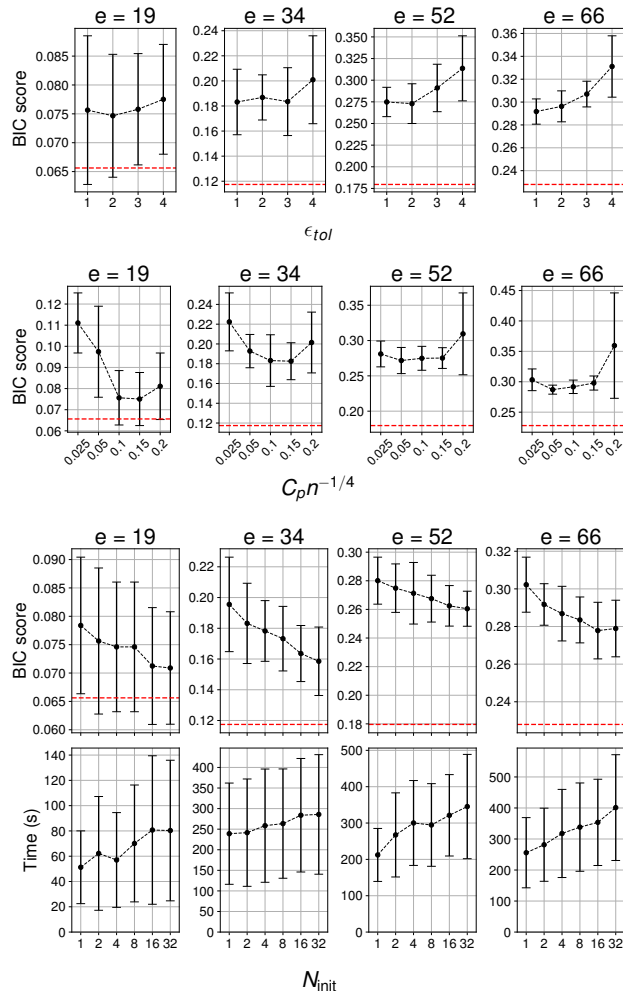 e = 19 e = 34 e = 52 e = 66
BIC score
0.085 0.080 0.075 0.070 0.065
0.24 0.22 0.20 0.18 0.16 0.14 0.12
0.350 0.325 0.300 0.275 0.250 0.225 0.200 0.175
0.36 0.34 0.32 0.30 0.28 0.26 0.24
1 2 3 4 1 2 3 4 1 2 3 4 1 2 3 4
ϵ_tol
e = 19 e = 34 e = 52 e = 66
BIC score
0.12 0.11 0.10 0.09 0.08 0.07 0.06
0.24 0.22 0.20 0.18 0.16 0.14 0.12
0.35 0.30 0.25 0.20
0.45 0.40 0.35 0.30 0.25
0.025 0.05 0.1 0.15 0.2 0.025 0.05 0.1 0.15 0.2 0.025 0.05 0.1 0.15 0.2 0.025 0.05 0.1 0.15 0.2
C_p n^{-1/4}
e = 19 e = 34 e = 52 e = 66
BIC score
0.090 0.085 0.080 0.075 0.070 0.065 0.060
0.22 0.20 0.18 0.16 0.14 0.12
0.30 0.28 0.26 0.24 0.22 0.20 0.18
0.32 0.30 0.28 0.26 0.24
Time (s)
140 120 100 80 60 40 20 0
400 350 300 250 200 150 100 50 0
500 400 300 200 100 0
500 400 300 200 100 0
1 2 4 8 16 32 1 2 4 8 16 32 1 2 4 8 16 32 1 2 4 8 16 32
N_init